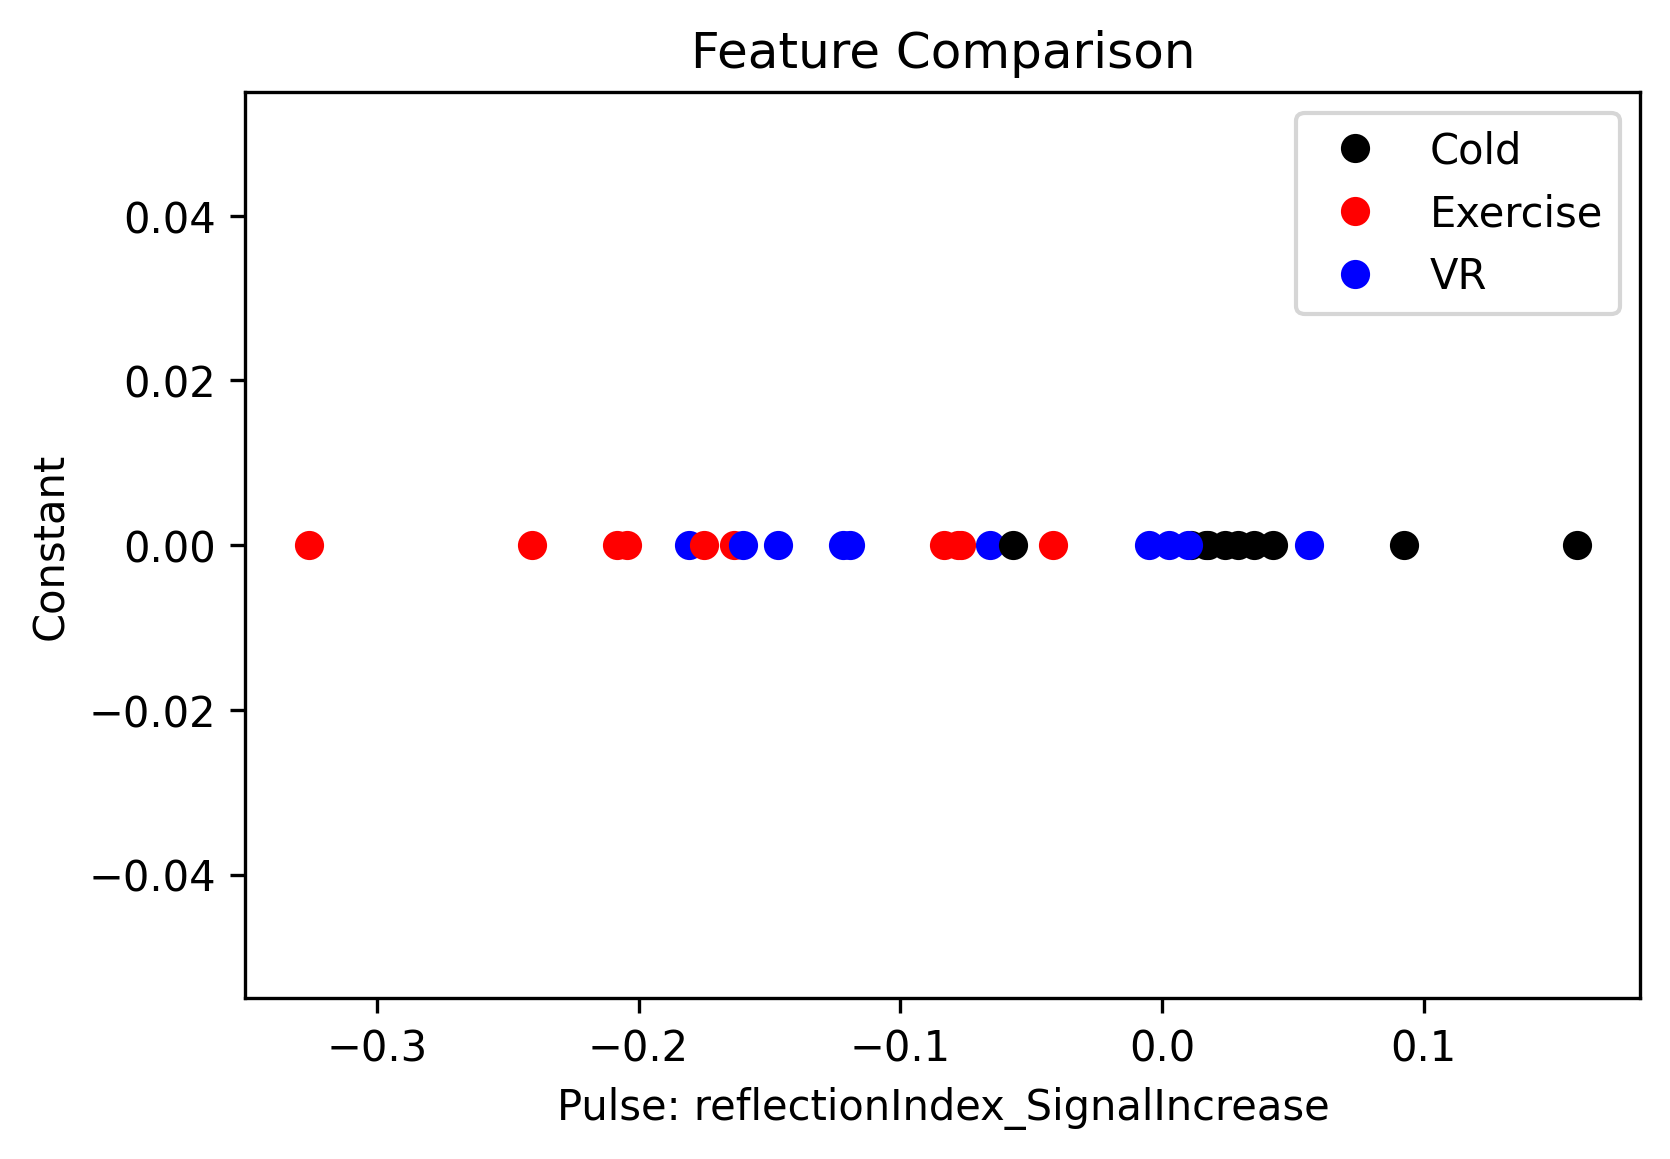 Feature Comparison
Cold
Exercise
VR
0.04
0.02
0.00
−0.02
−0.04
Constant
−0.3 −0.2 −0.1 0.0 0.1
Pulse: reflectionIndex_SignalIncrease